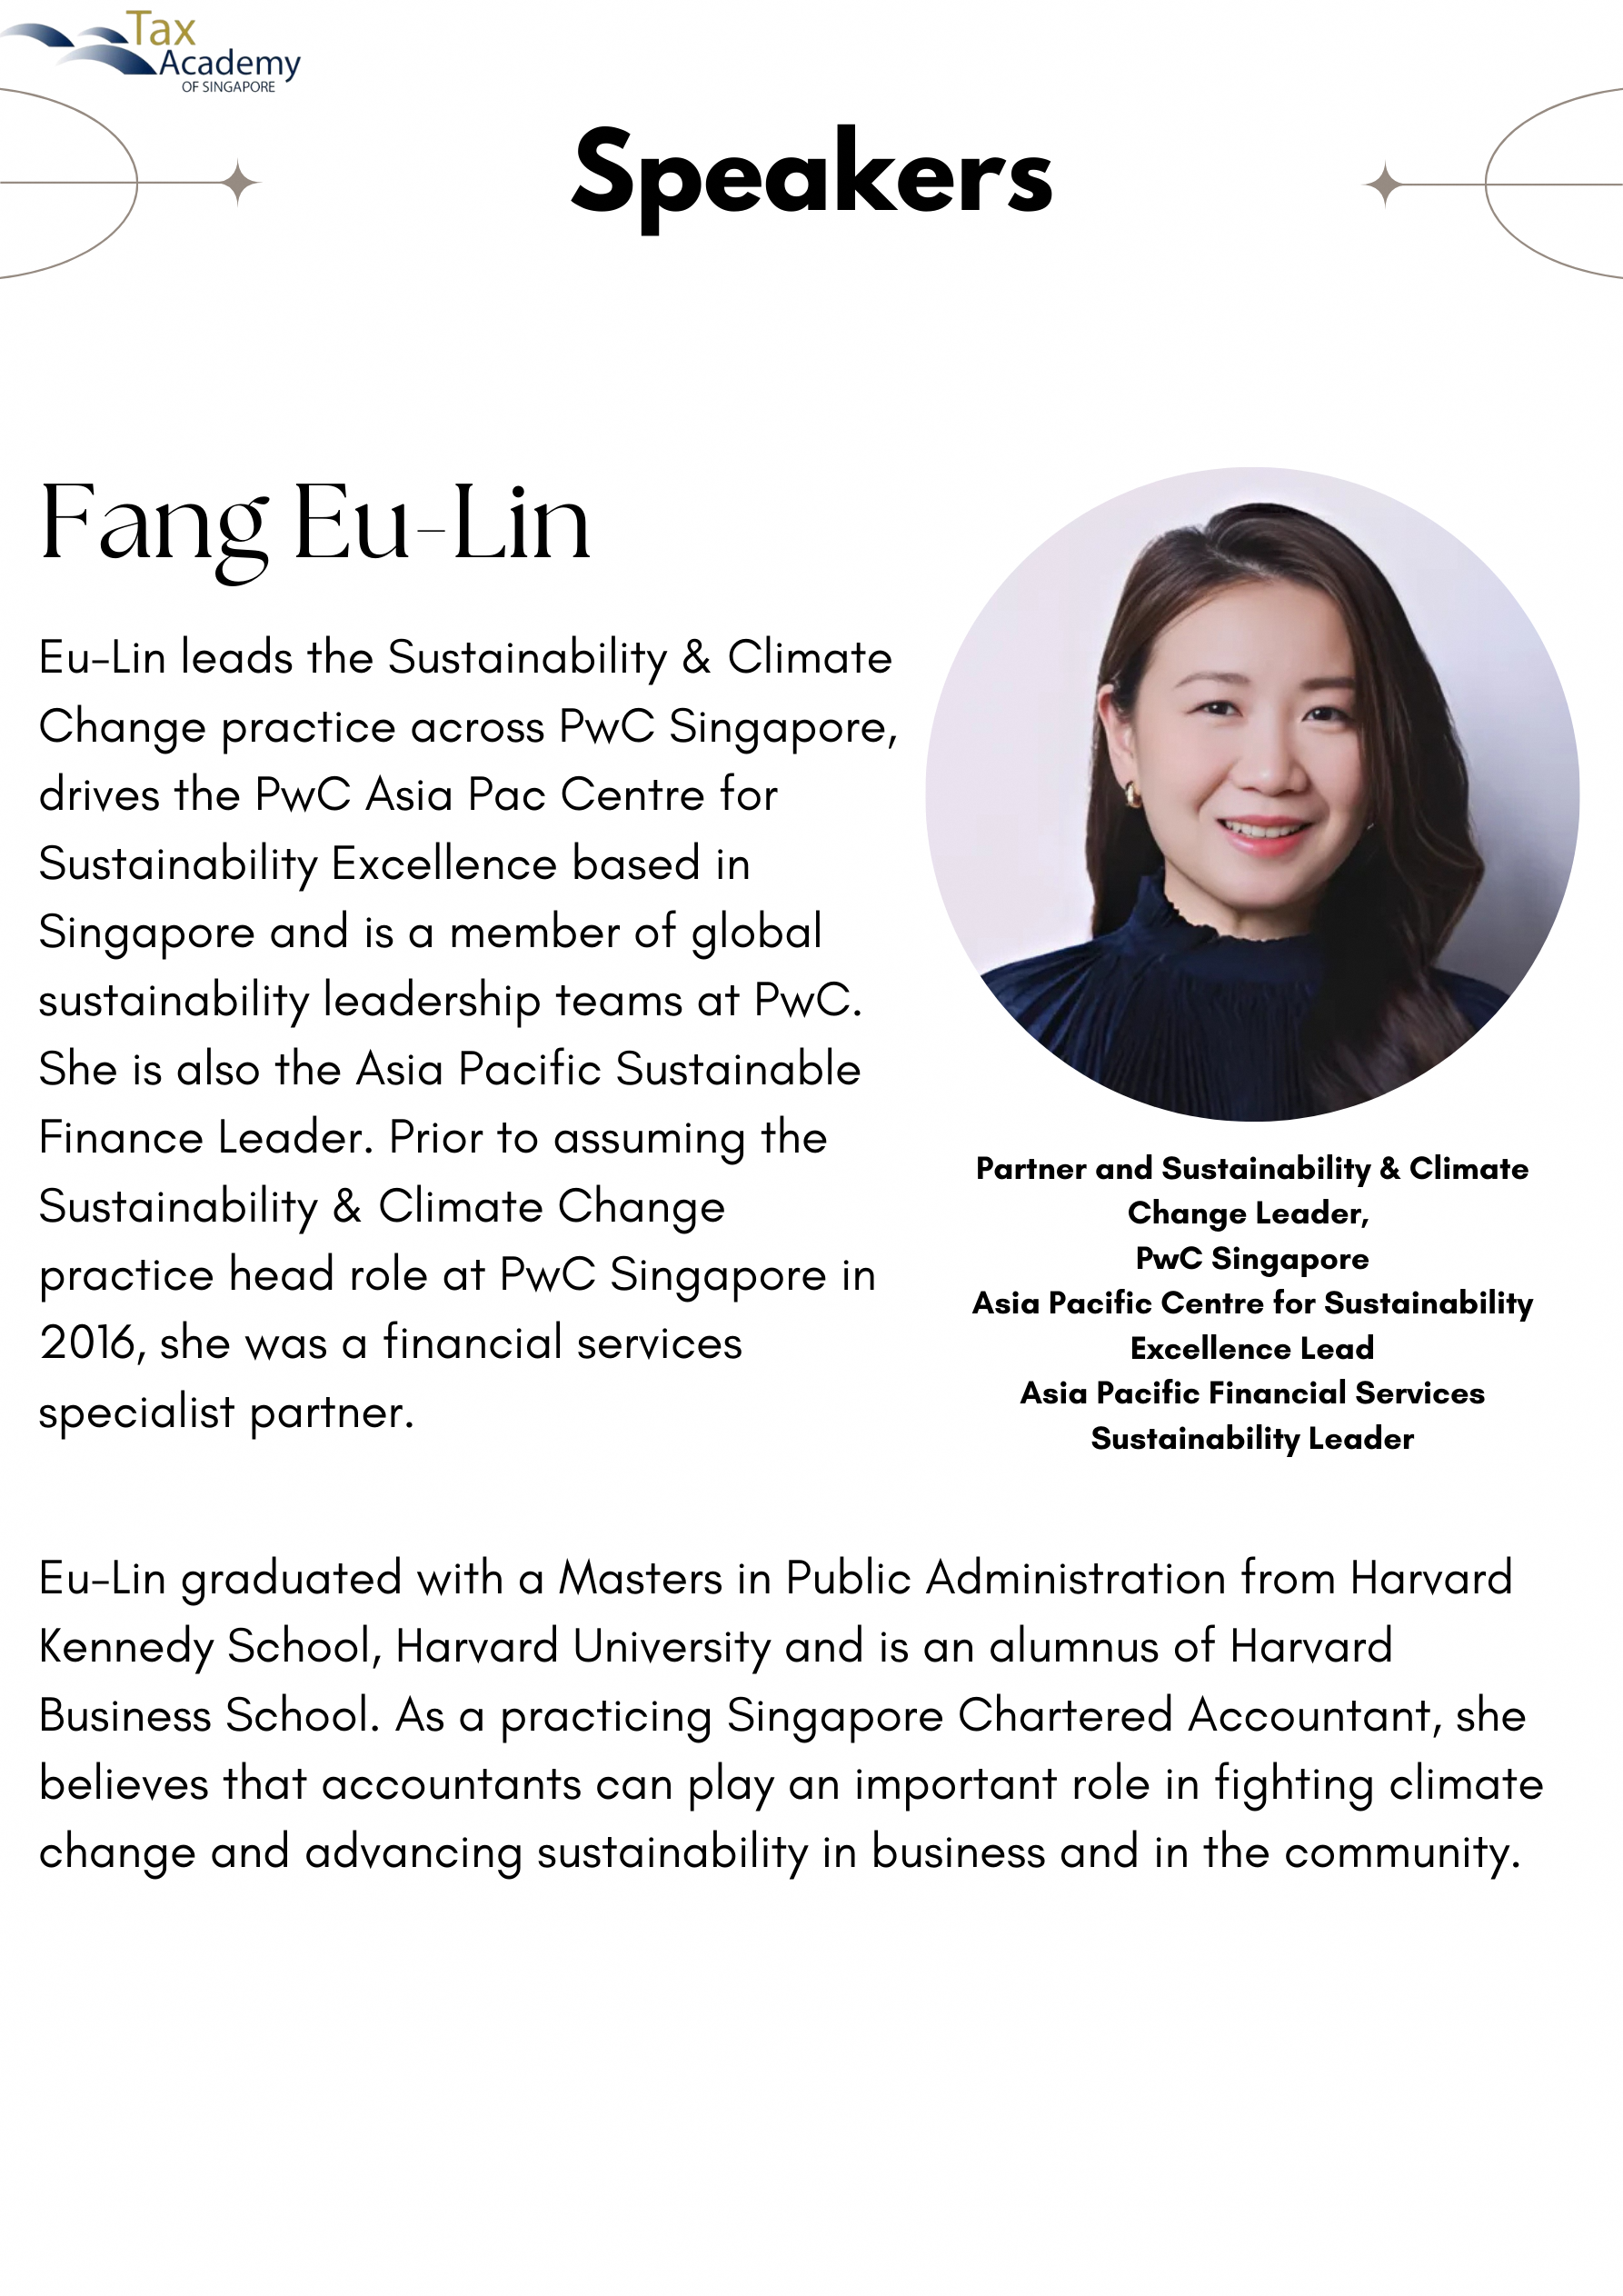 Tax
Academy
OF SINGAPORE
Speakers
Fang Eu-Lin
Eu-Lin leads the Sustainability & Climate
Change practice across PwC Singapore,
drives the PwC Asia Pac Centre for
Sustainability Excellence based in
Singapore and is a member of global
sustainability leadership teams at PwC.
She is also the Asia Pacific Sustainable
Finance Leader. Prior to assuming the
Sustainability & Climate Change
practice head role at PwC Singapore in
2016, she was a financial services
specialist partner.
Partner and Sustainability & Climate
Change Leader,
PwC Singapore
Asia Pacific Centre for Sustainability
Excellence Lead
Asia Pacific Financial Services
Sustainability Leader
Eu-Lin graduated with a Masters in Public Administration from Harvard
Kennedy School, Harvard University and is an alumnus of Harvard
Business School. As a practicing Singapore Chartered Accountant, she
believes that accountants can play an important role in fighting climate
change and advancing sustainability in business and in the community.